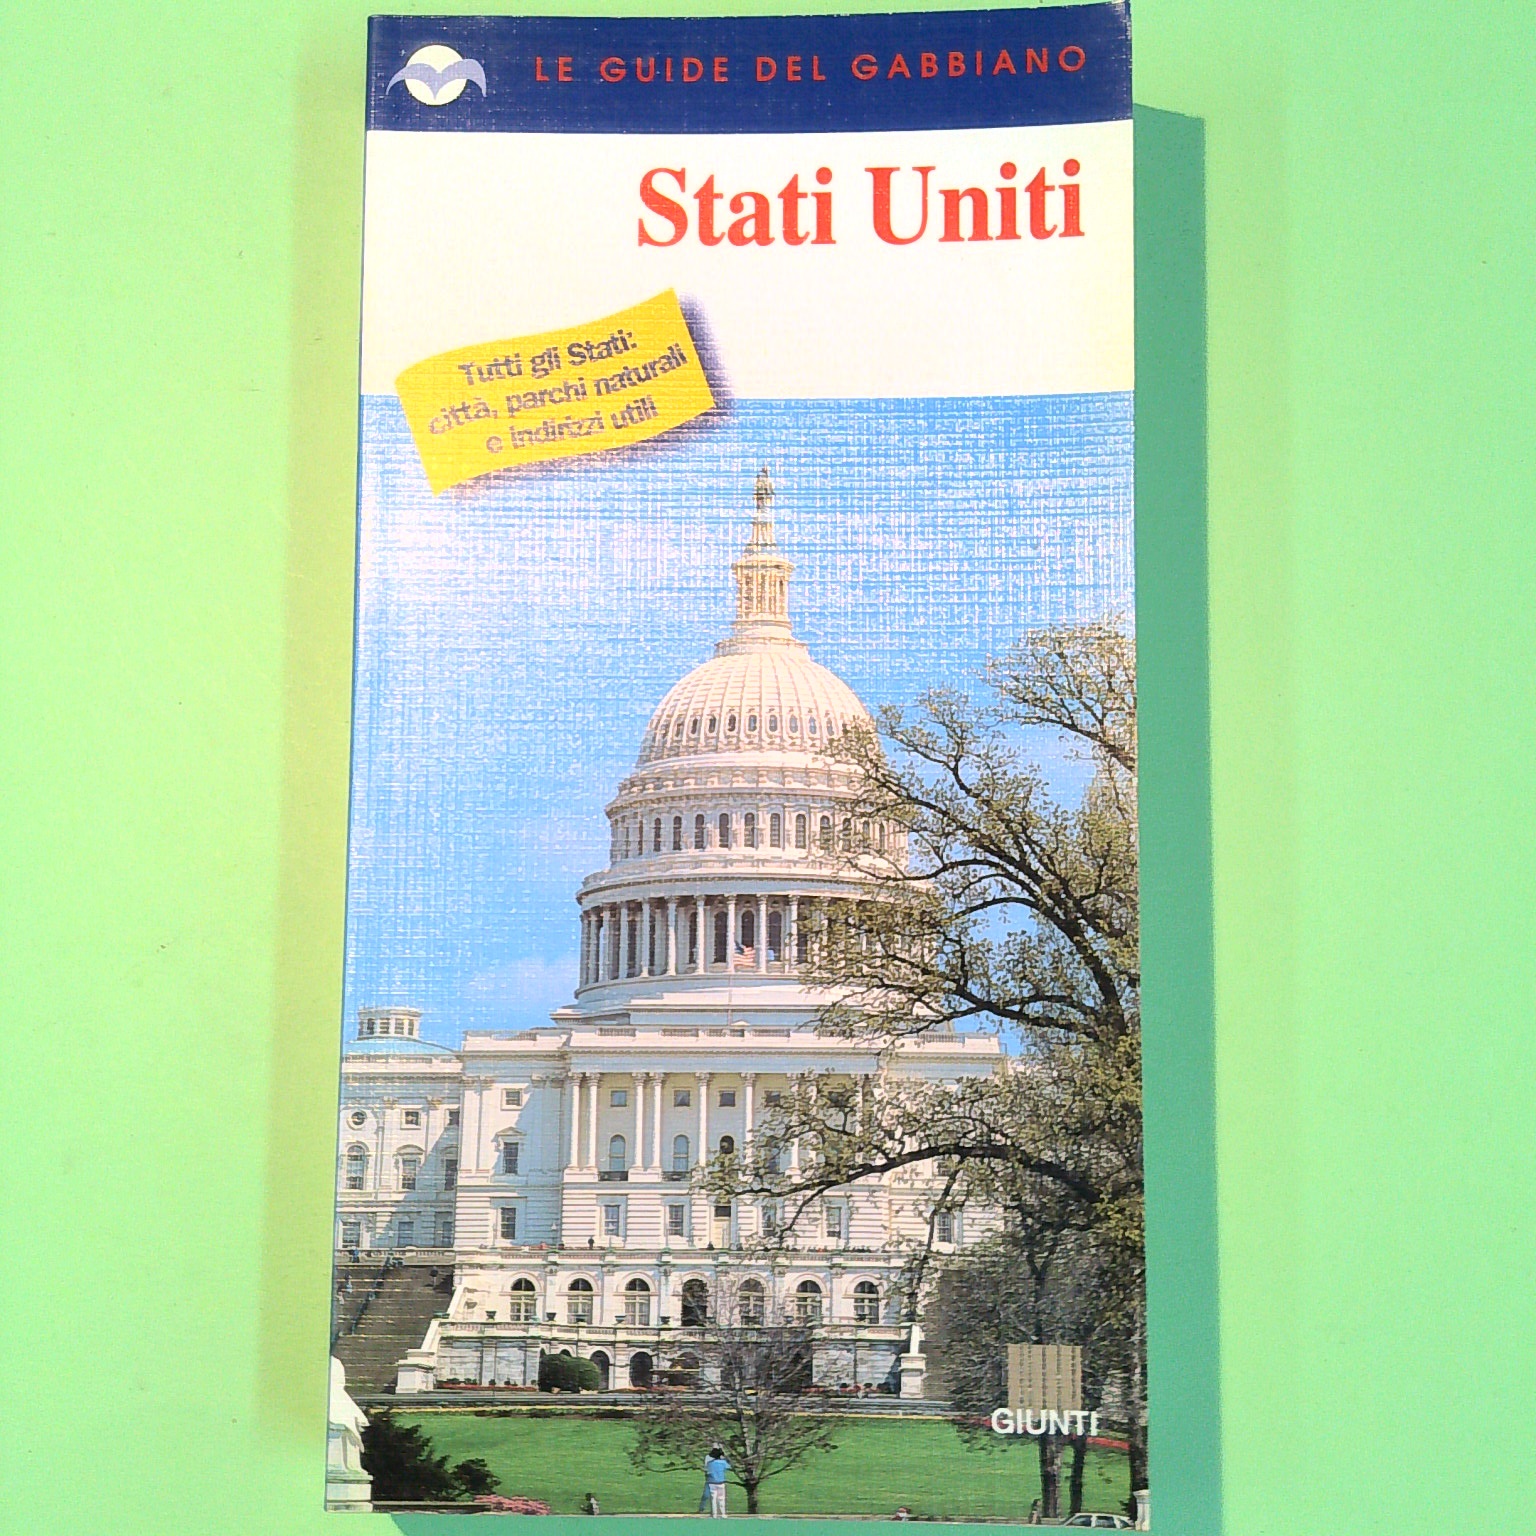 LE GUIDE DEL GABBIANO
Stati Uniti
Tutti gli Stati:
città, parchi naturali
e indirizzi utili
GIUNTI